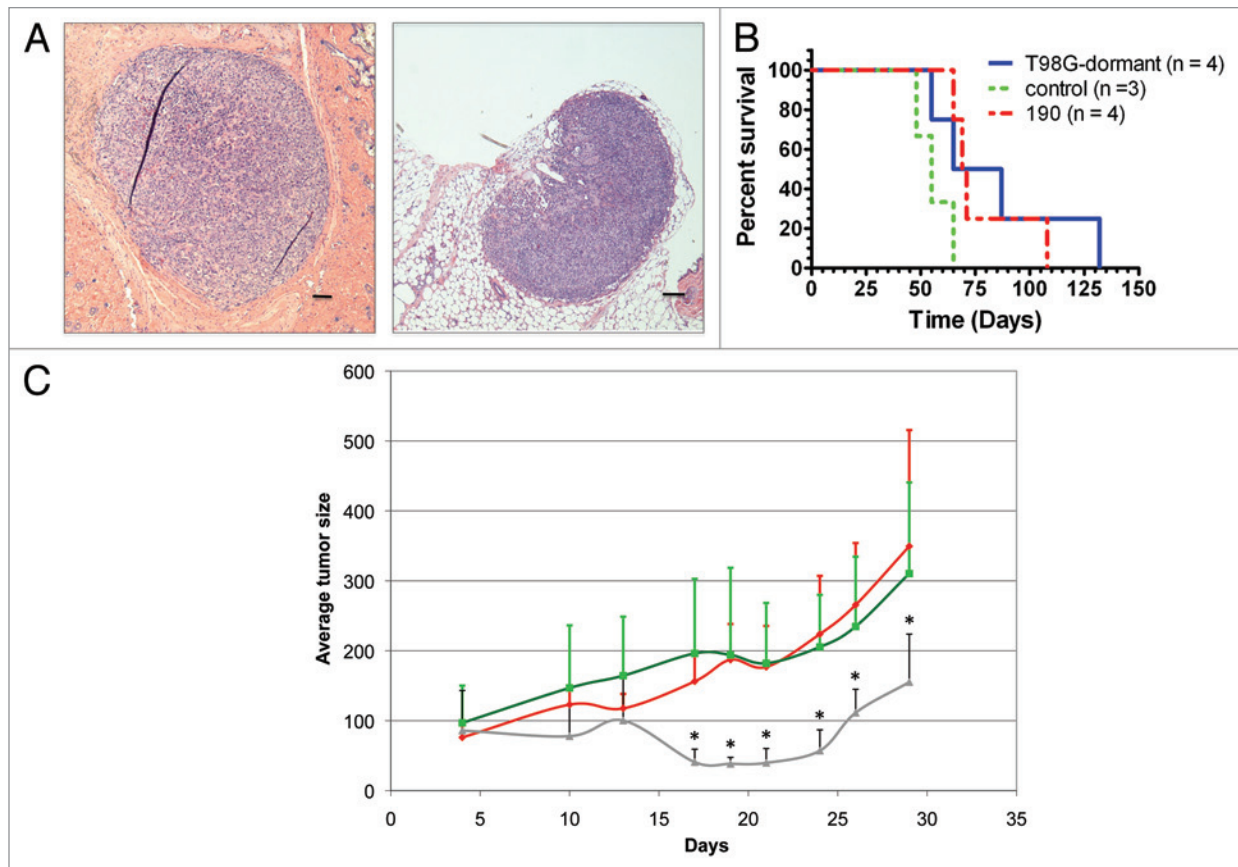 A
B
Percent survival
100
80
60
40
20
0
0 25 50 75 100 125 150
Time (Days)
T98G-dormant (n = 4)
control (n =3)
190 (n = 4)
C
Average tumor size
600
500
400
300
200
100
0
* * * * * *
0 5 10 15 20 25 30 35
Days